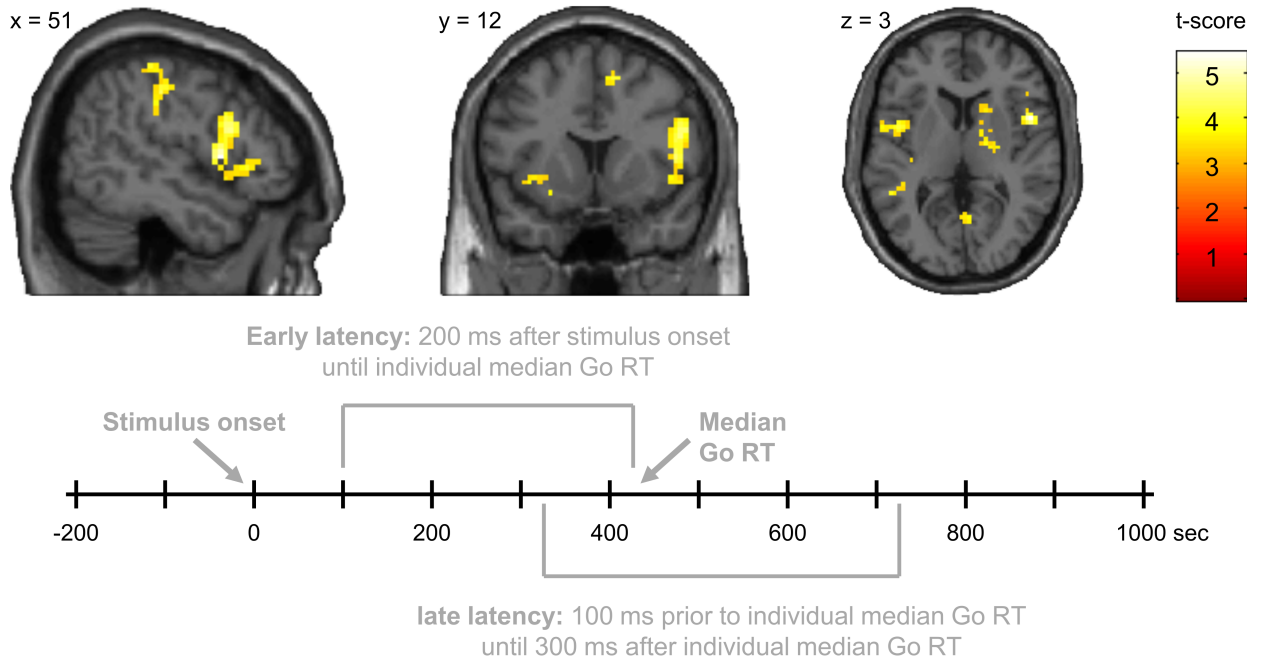 x = 51
y = 12
z = 3
t-score
5
4
3
2
1
Early latency: 200 ms after stimulus onset
until individual median Go RT
Stimulus onset
Median
Go RT
-200
0
200
400
600
800
1000 sec
late latency: 100 ms prior to individual median Go RT
until 300 ms after individual median Go RT